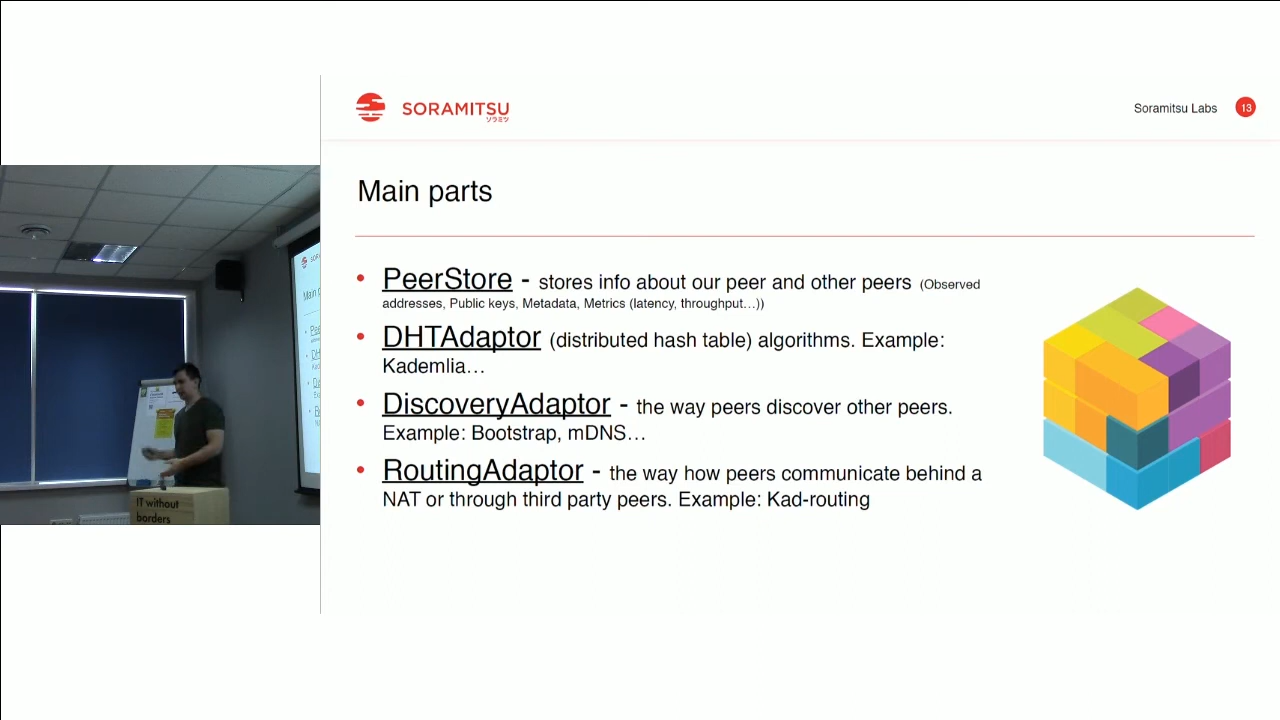 SORAMITSU
ソラミツ
Soramitsu Labs
13
Main parts
• PeerStore - stores info about our peer and other peers (Observed
addresses, Public keys, Metadata, Metrics (latency, throughput...))
• DHTAdaptor (distributed hash table) algorithms. Example:
Kademlia...
• DiscoveryAdaptor - the way peers discover other peers.
Example: Bootstrap, mDNS...
• RoutingAdaptor - the way how peers communicate behind a
NAT or through third party peers. Example: Kad-routing
IT without
borders